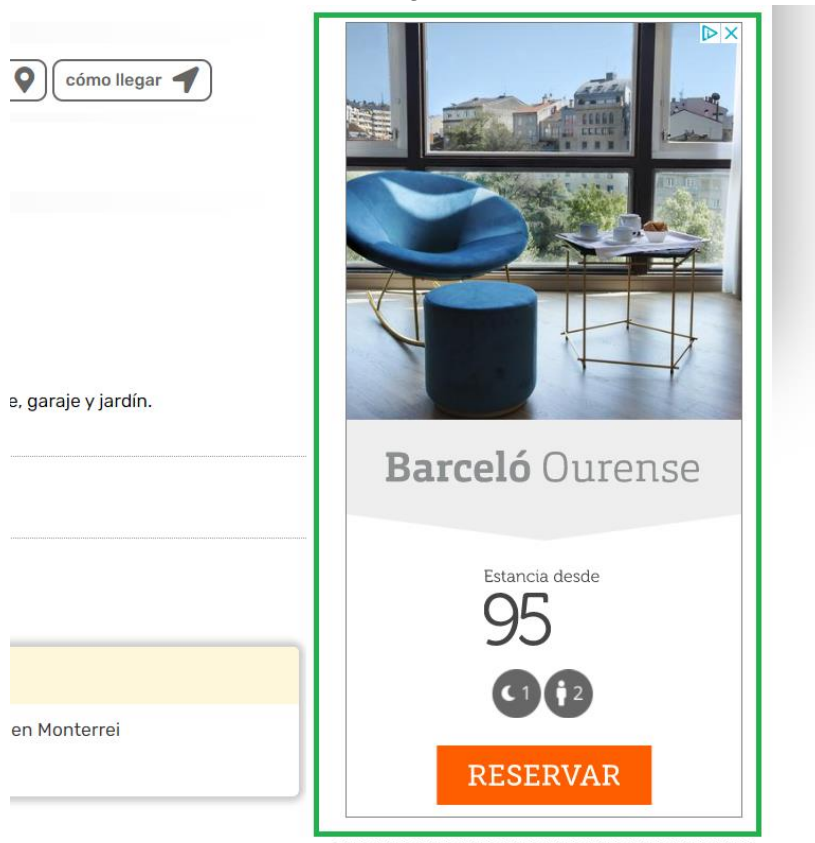 cómo llegar
e, garaje y jardín.
en Monterrei
Barceló Ourense
Estancia desde
95
1 2
RESERVAR